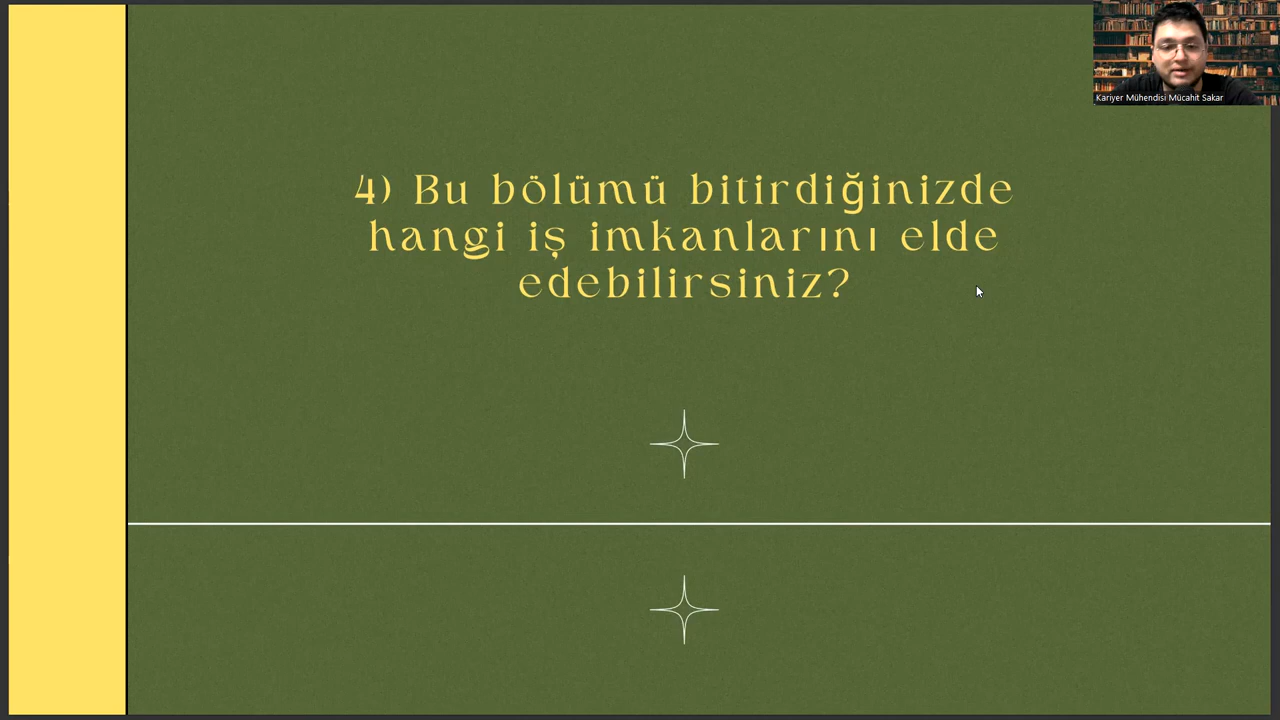 Kariyer Mühendisi Mücahit Sakar
4) Bu bölümü bitirdiğinizde
hangi iş imkanlarını elde
edebilirsiniz?